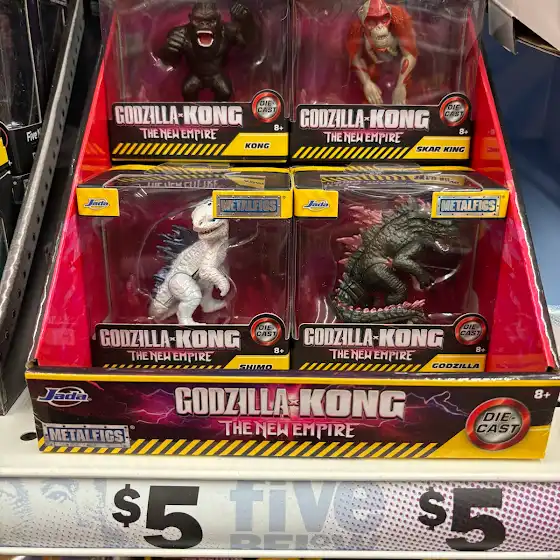 GODZILLA×KONG
THE NEW EMPIRE
DIE-CAST
8+
KONG
GODZILLA×KONG
THE NEW EMPIRE
DIE-CAST
8+
SKAR KING
Jada
METALFIGS
GODZILLA×KONG
THE NEW EMPIRE
DIE-CAST
8+
SHIMO
Jada
METALFIGS
GODZILLA×KONG
THE NEW EMPIRE
DIE-CAST
8+
GODZILLA
Jada
METALFIGS
GODZILLA×KONG
THE NEW EMPIRE
8+
DIE-CAST
$5
five
BELOW
$5